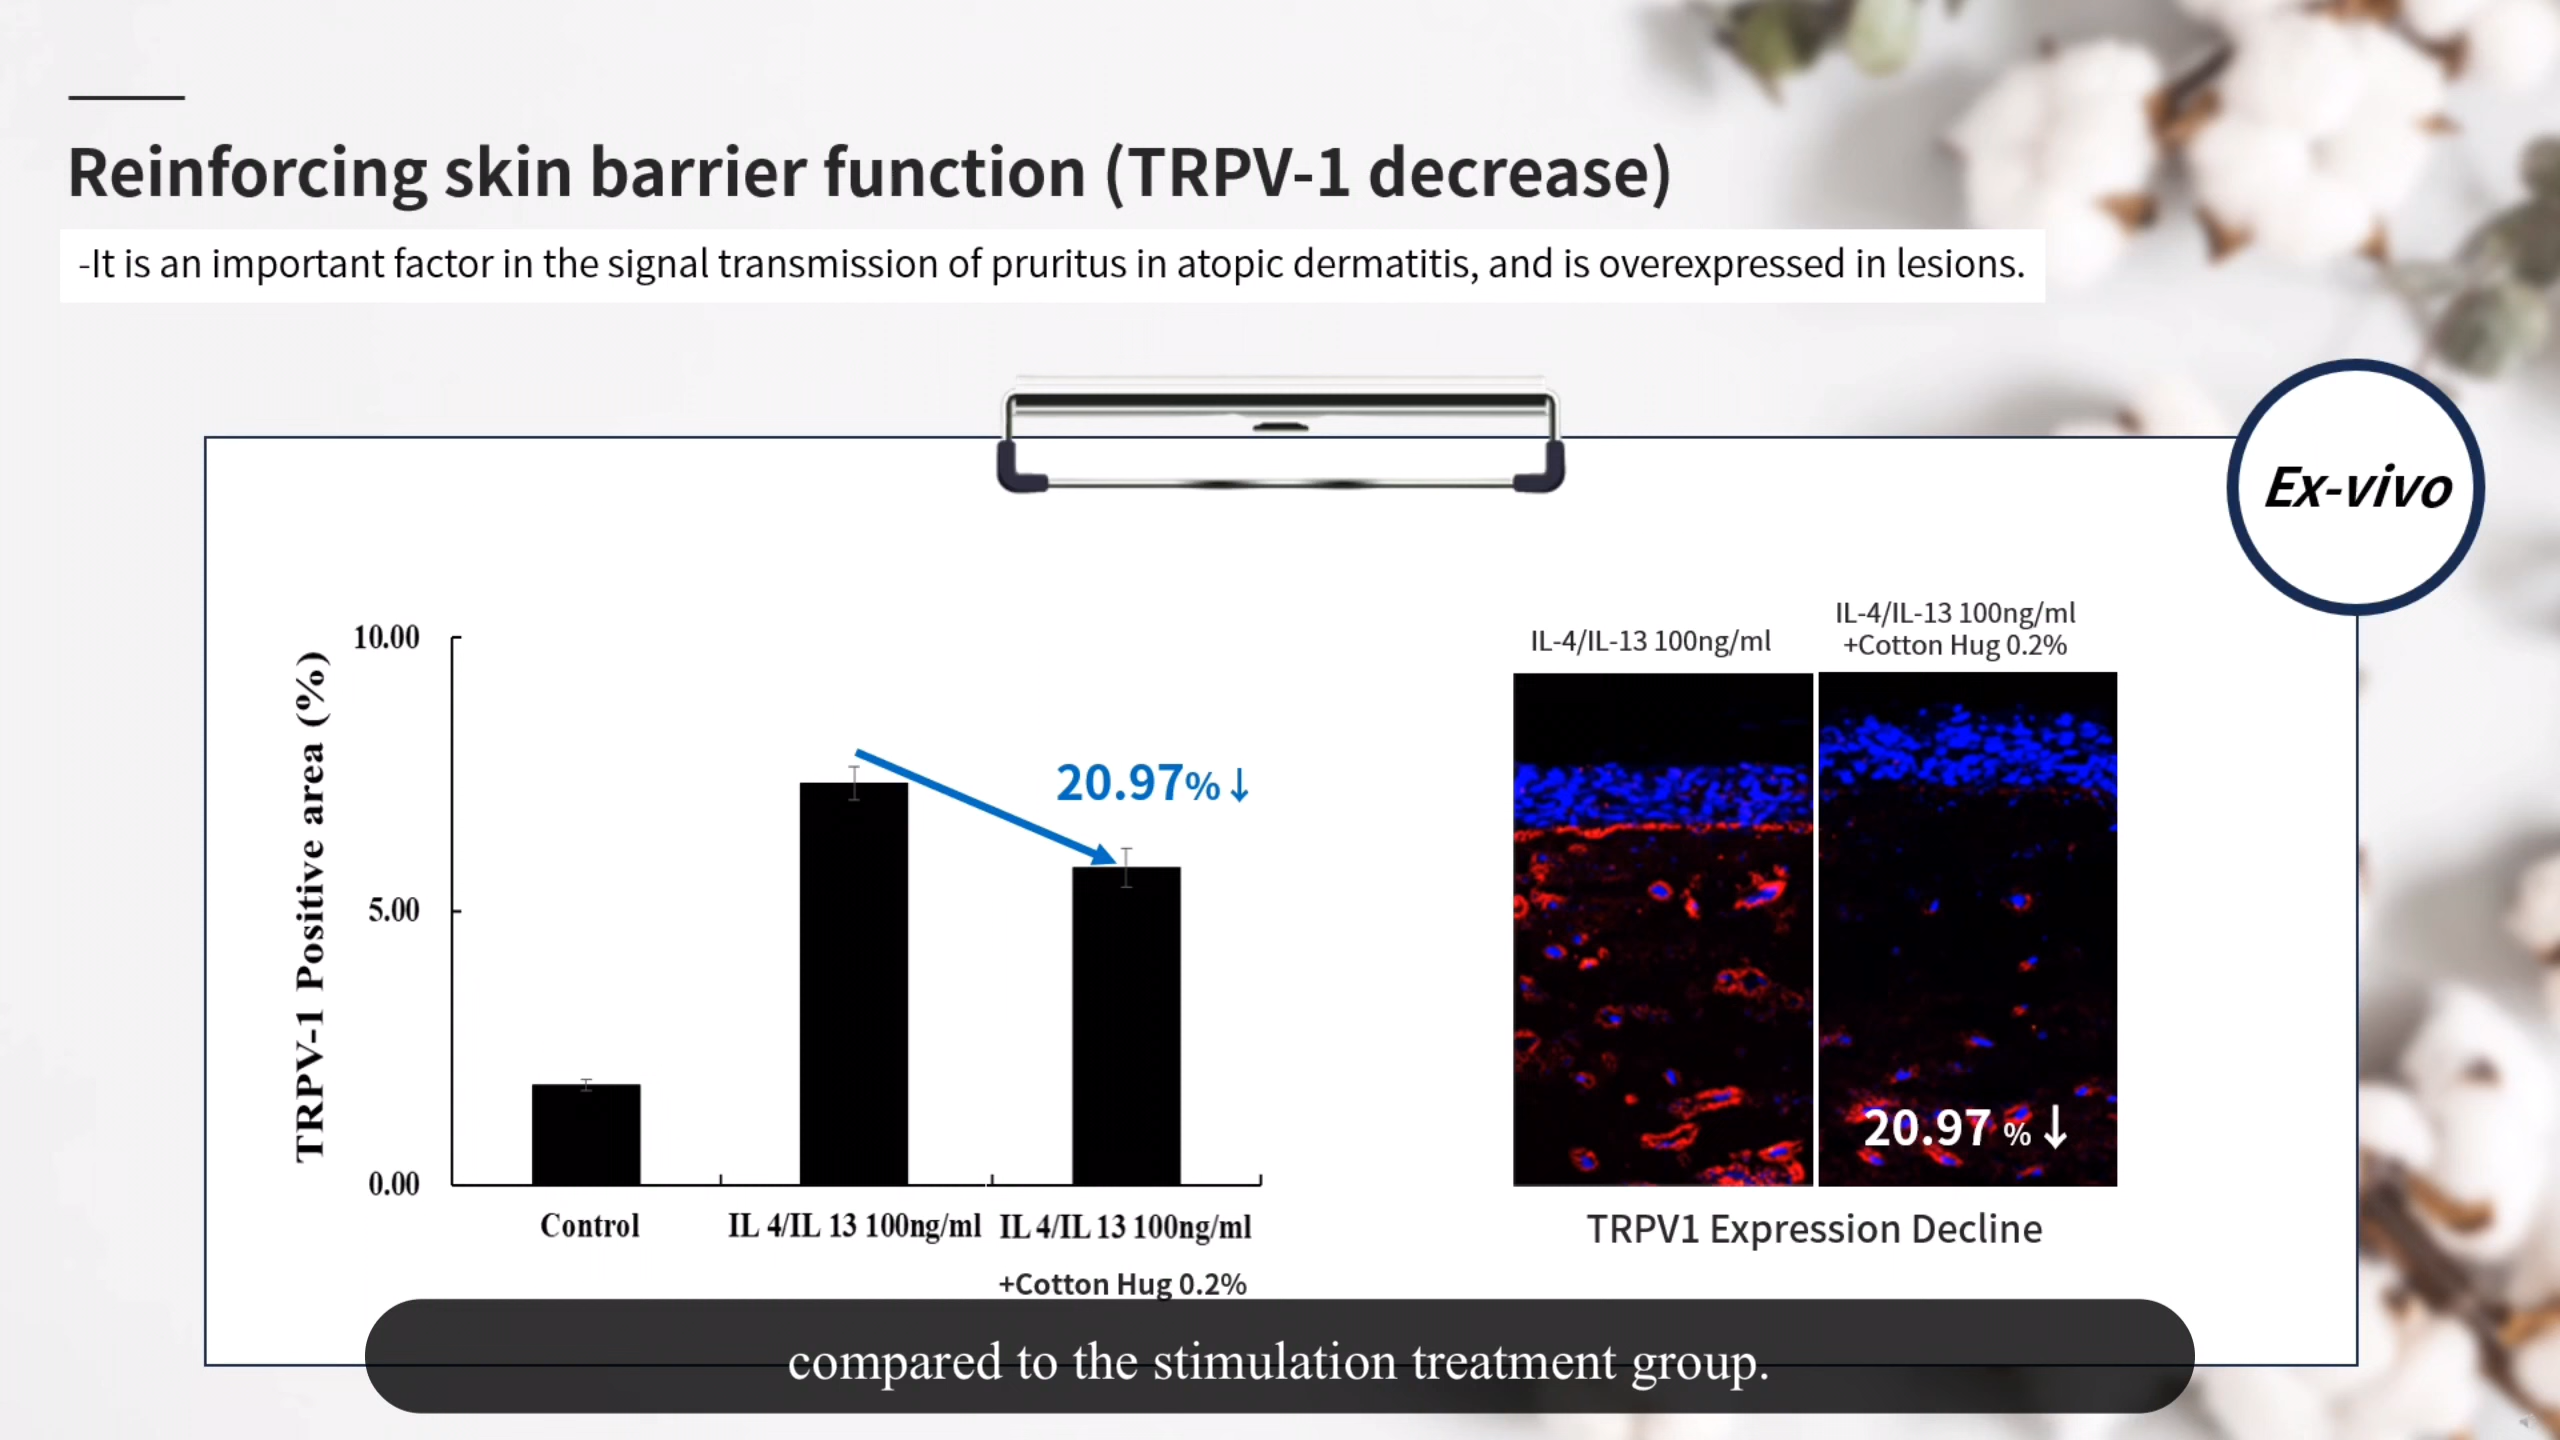 Reinforcing skin barrier function (TRPV-1 decrease)
-It is an important factor in the signal transmission of pruritus in atopic dermatitis, and is overexpressed in lesions.
Ex-vivo
TRPV-1 Positive area (%)
10.00
5.00
0.00
20.97% ↓
Control
IL 4/IL 13 100ng/ml
IL 4/IL 13 100ng/ml
+Cotton Hug 0.2%
IL-4/IL-13 100ng/ml
IL-4/IL-13 100ng/ml
+Cotton Hug 0.2%
20.97 % ↓
TRPV1 Expression Decline
compared to the stimulation treatment group.